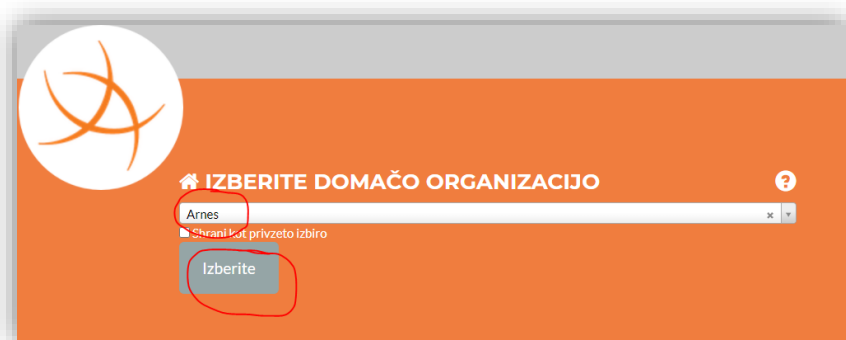 IZBERITE DOMAČO ORGANIZACIJO
Arnes
Shrani kot privzeto izbiro
Izberite